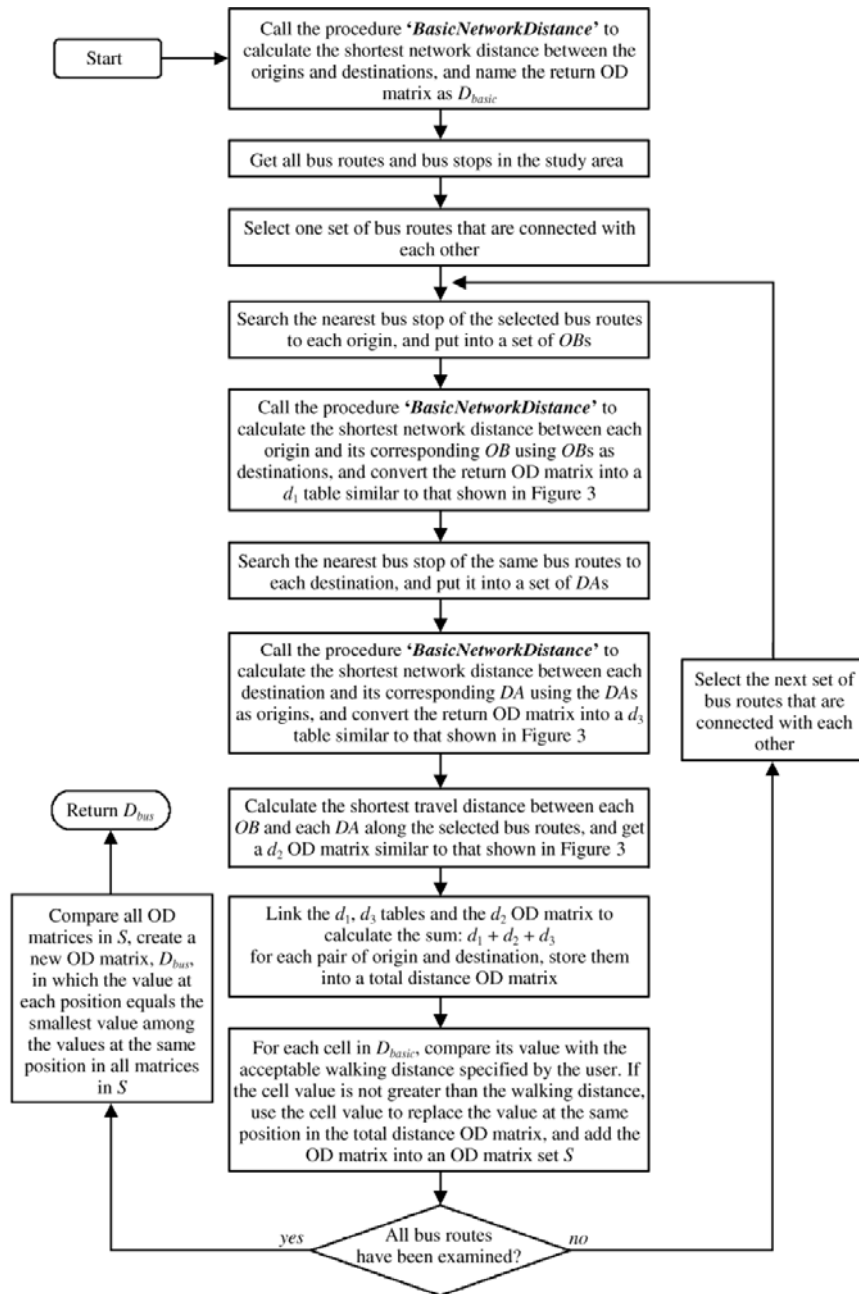 Start
Call the procedure ‘BasicNetworkDistance’ to
calculate the shortest network distance between the
origins and destinations, and name the return OD
matrix as Dbasic
Get all bus routes and bus stops in the study area
Select one set of bus routes that are connected with
each other
Search the nearest bus stop of the selected bus routes
to each origin, and put into a set of OBs
Call the procedure ‘BasicNetworkDistance’ to
calculate the shortest network distance between each
origin and its corresponding OB using OBs as
destinations, and convert the return OD matrix into a
d1 table similar to that shown in Figure 3
Search the nearest bus stop of the same bus routes to
each destination, and put it into a set of DAs
Call the procedure ‘BasicNetworkDistance’ to
calculate the shortest network distance between each
destination and its corresponding DA using the DAs
as origins, and convert the return OD matrix into a d3
table similar to that shown in Figure 3
Calculate the shortest travel distance between each
OB and each DA along the selected bus routes, and get
a d2 OD matrix similar to that shown in Figure 3
Link the d1, d3 tables and the d2 OD matrix to
calculate the sum: d1 + d2 + d3
for each pair of origin and destination, store them
into a total distance OD matrix
For each cell in Dbasic, compare its value with the
acceptable walking distance specified by the user. If
the cell value is not greater than the walking distance,
use the cell value to replace the value at the same
position in the total distance OD matrix, and add the
OD matrix into an OD matrix set S
All bus routes
have been examined?
yes
no
Select the next set of
bus routes that are
connected with each
other
Compare all OD
matrices in S, create a
new OD matrix, Dbus,
in which the value at
each position equals the
smallest value among
the values at the same
position in all matrices
in S
Return Dbus